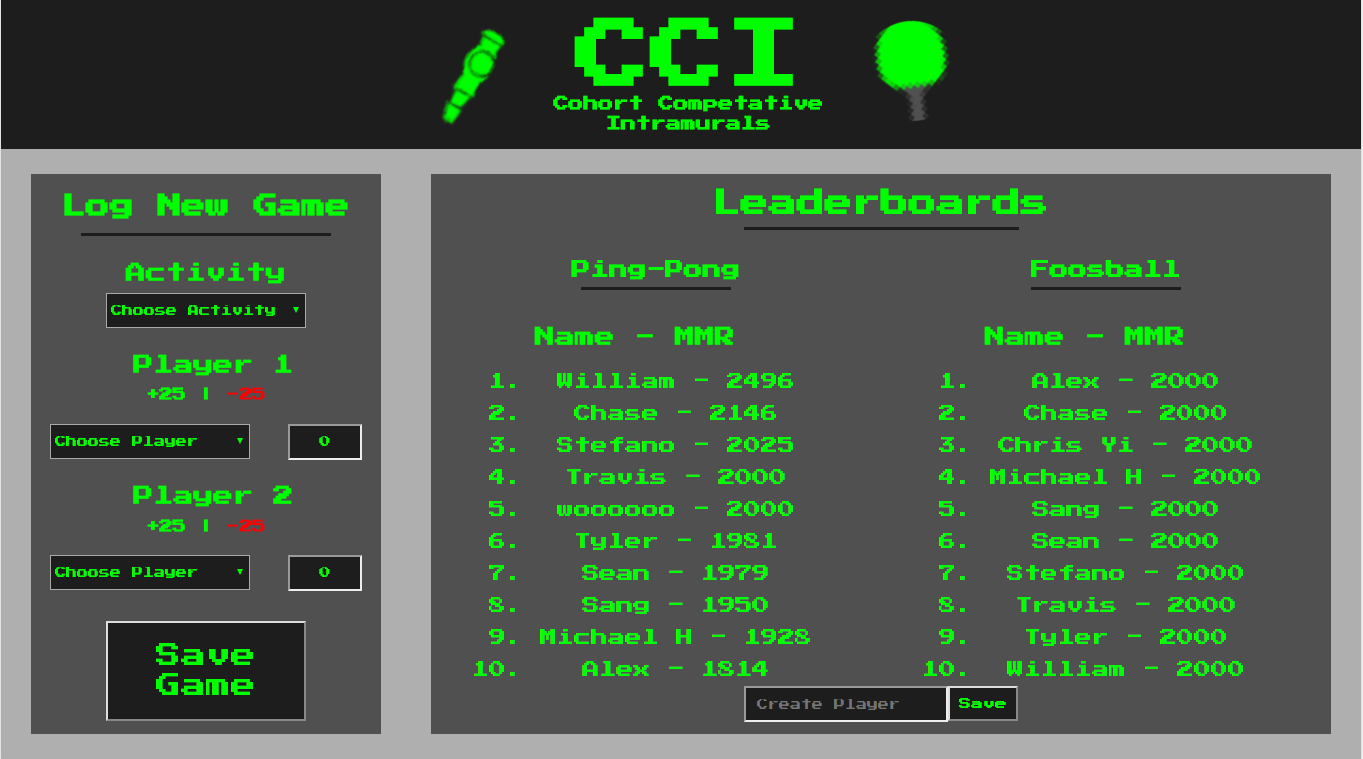 CCI
Cohort Competative
Intramurals
Log New Game
Activity
Choose Activity
Player 1
+25 | -25
Choose Player
0
Player 2
+25 | -25
Choose Player
0
Save
Game
Leaderboards
Ping-Pong
Name - MMR
1. William - 2496
2. Chase - 2146
3. Stefano - 2025
4. Travis - 2000
5. woooooo - 2000
6. Tyler - 1981
7. Sean - 1979
8. Sang - 1950
9. Michael H - 1928
10. Alex - 1814
Foosball
Name - MMR
1. Alex - 2000
2. Chase - 2000
3. Chris Yi - 2000
4. Michael H - 2000
5. Sang - 2000
6. Sean - 2000
7. Stefano - 2000
8. Travis - 2000
9. Tyler - 2000
10. William - 2000
Create Player
Save